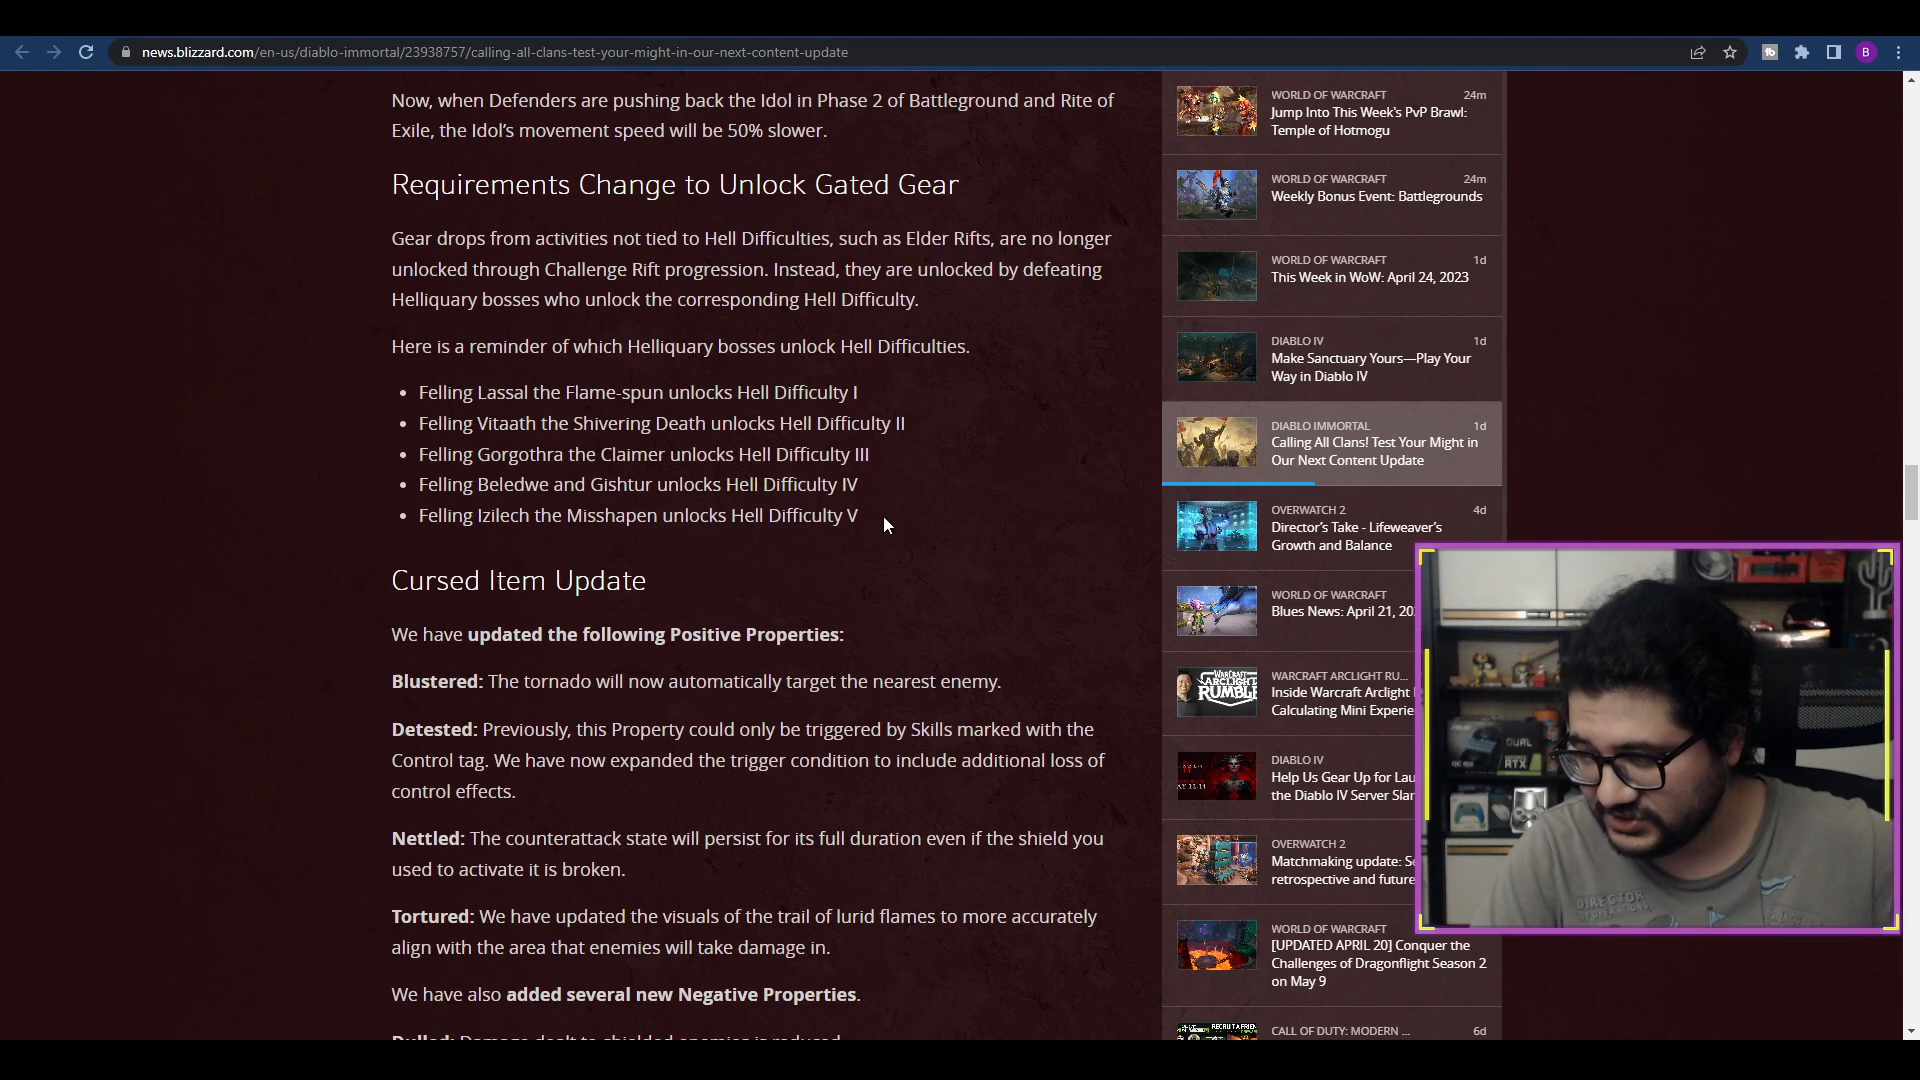 news.blizzard.com/en-us/diablo-immortal/23938757/calling-all-clans-test-your-might-in-our-next-content-update
B
Now, when Defenders are pushing back the Idol in Phase 2 of Battleground and Rite of
Exile, the Idol’s movement speed will be 50% slower.
Requirements Change to Unlock Gated Gear
Gear drops from activities not tied to Hell Difficulties, such as Elder Rifts, are no longer
unlocked through Challenge Rift progression. Instead, they are unlocked by defeating
Helliquary bosses who unlock the corresponding Hell Difficulty.
Here is a reminder of which Helliquary bosses unlock Hell Difficulties.
• Felling Lassal the Flame-spun unlocks Hell Difficulty I
• Felling Vitaath the Shivering Death unlocks Hell Difficulty II
• Felling Gorgothra the Claimer unlocks Hell Difficulty III
• Felling Beledwe and Gishtur unlocks Hell Difficulty IV
• Felling Izilech the Misshapen unlocks Hell Difficulty V
Cursed Item Update
We have updated the following Positive Properties:
Blustered: The tornado will now automatically target the nearest enemy.
Detested: Previously, this Property could only be triggered by Skills marked with the
Control tag. We have now expanded the trigger condition to include additional loss of
control effects.
Nettled: The counterattack state will persist for its full duration even if the shield you
used to activate it is broken.
Tortured: We have updated the visuals of the trail of lurid flames to more accurately
align with the area that enemies will take damage in.
We have also added several new Negative Properties.
Dulled: Damage dealt to shielded enemies is reduced
WORLD OF WARCRAFT 24m
Jump Into This Week's PvP Brawl:
Temple of Hotmogu
WORLD OF WARCRAFT 24m
Weekly Bonus Event: Battlegrounds
WORLD OF WARCRAFT 1d
This Week in WoW: April 24, 2023
DIABLO IV 1d
Make Sanctuary Yours—Play Your
Way in Diablo IV
DIABLO IMMORTAL 1d
Calling All Clans! Test Your Might in
Our Next Content Update
OVERWATCH 2 4d
Director’s Take - Lifeweaver’s
Growth and Balance
WORLD OF WARCRAFT
Blues News: April 21, 20
WARCRAFT ARCLIGHT RU...
Inside Warcraft Arclight
Calculating Mini Experie
WARCRAFT
ARCLIGHT
RUMBLE
DIABLO IV
Help Us Gear Up for Lau
the Diablo IV Server Slam
OVERWATCH 2
Matchmaking update: Se
retrospective and future
WORLD OF WARCRAFT
[UPDATED APRIL 20] Conquer the
Challenges of Dragonflight Season 2
on May 9
CALL OF DUTY: MODERN ... 6d
RECRUIT A FRIEN
DUAL
RTX
DIRECTOR